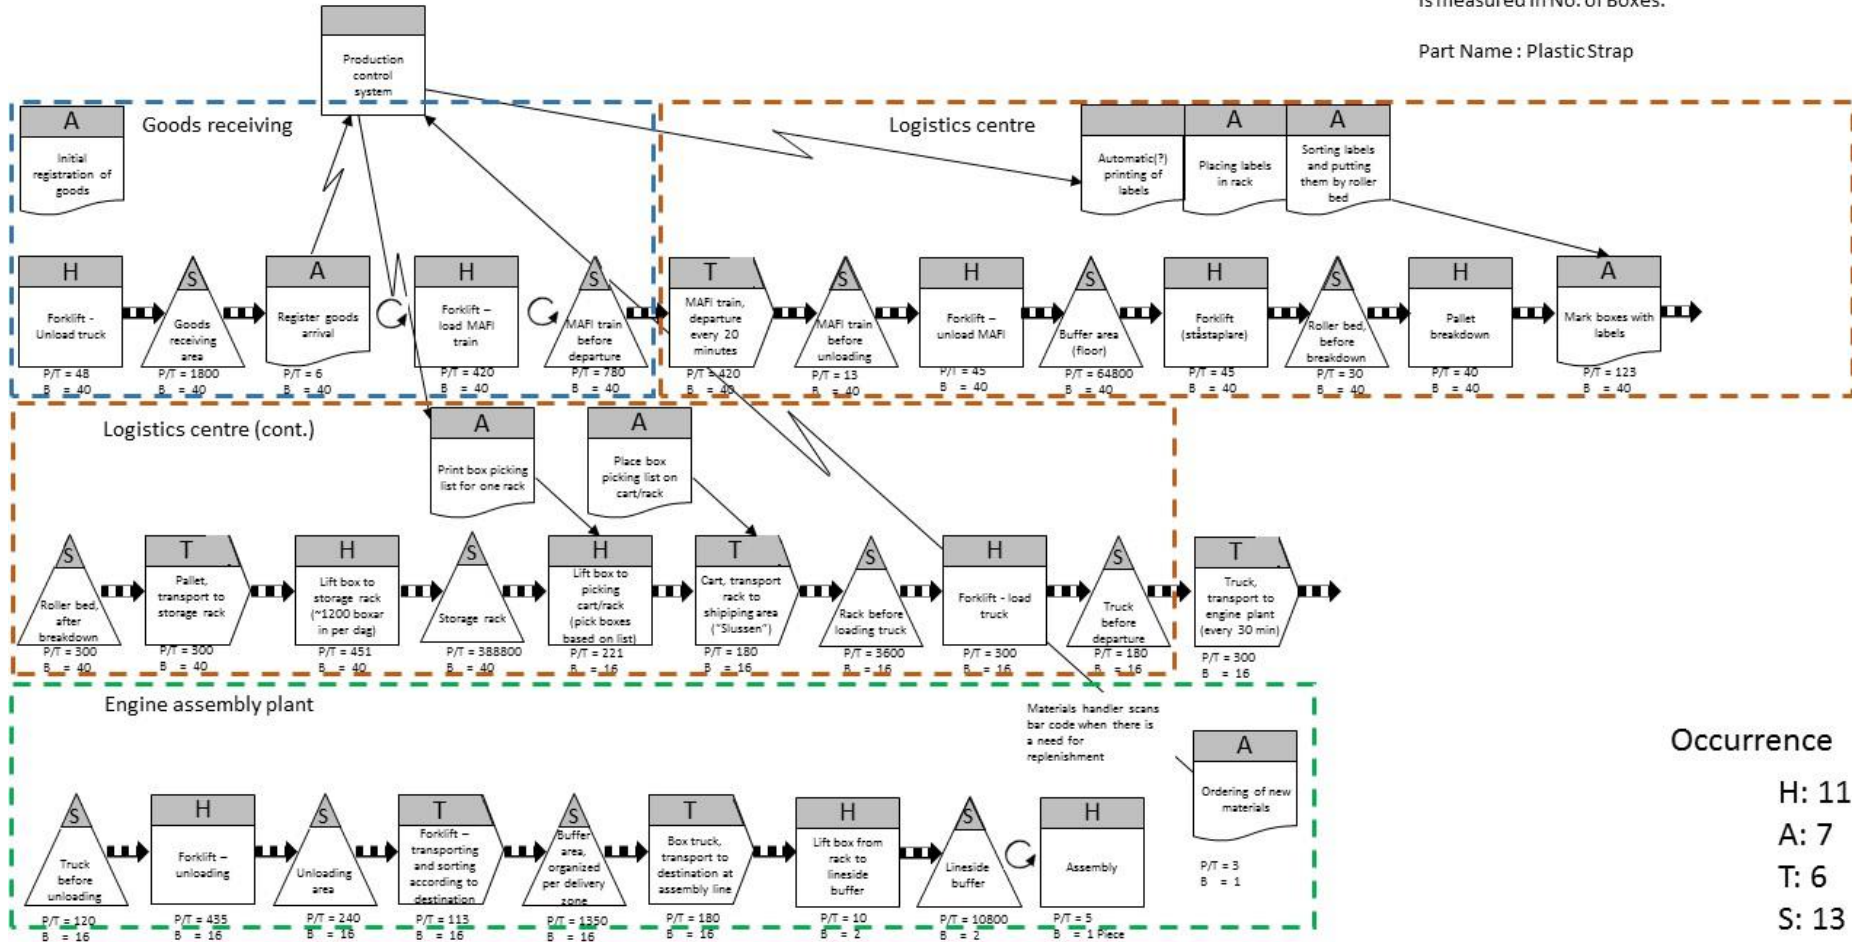 is measured in No. of Boxes.
Part Name : Plastic Strap
Production
control
system
A
Initial
registration of
goods
Goods receiving
Logistics centre
Automatic(?)
printing of
labels
A
Placing labels
in rack
A
Sorting labels
and putting
them by roller
bed
H
Forklift -
Unload truck
P/T = 48
B = 40
S
Goods
receiving
area
P/T = 1800
B = 40
A
Register goods
arrival
P/T = 6
B = 40
H
Forklift –
load MAFI
train
P/T = 420
B = 40
S
MAFI train
before
departure
P/T = 780
B = 40
T
MAFI train,
departure
every 20
minutes
P/T = 420
B = 40
S
MAFI train
before
unloading
P/T = 13
B = 40
H
Forklift –
unload MAFI
P/T = 45
B = 40
S
Buffer area
(floor)
P/T = 64800
B = 40
H
Forklift
(ståstaplare)
P/T = 45
B = 40
S
Roller bed,
before
breakdown
P/T = 30
B = 40
H
Pallet
breakdown
P/T = 40
B = 40
A
Mark boxes with
labels
P/T = 123
B = 40
Logistics centre (cont.)
A
Print box picking
list for one rack
A
Place box
picking list on
cart/rack
S
Roller bed,
after
breakdown
P/T = 300
B = 40
T
Pallet,
transport to
storage rack
P/T = 300
B = 40
H
Lift box to
storage rack
(~1200 boxar
in per dag)
P/T = 451
B = 40
S
Storage rack
P/T = 388800
B = 40
H
Lift box to
picking
cart/rack
(pick boxes
based on list)
P/T = 221
B = 16
T
Cart, transport
rack to
shipiping area
("Slussen")
P/T = 180
B = 16
S
Rack before
loading truck
P/T = 3600
B = 16
H
Forklift - load
truck
P/T = 300
B = 16
S
Truck
before
departure
P/T = 180
B = 16
T
Truck,
transport to
engine plant
(every 30 min)
P/T = 300
B = 16
Engine assembly plant
Materials handler scans
bar code when there is
a need for
replenishment
A
Ordering of new
materials
P/T = 3
B = 1
S
Truck
before
unloading
P/T = 120
B = 16
H
Forklift –
unloading
P/T = 435
B = 16
S
Unloading
area
P/T = 240
B = 16
T
Forklift –
transporting
and sorting
according to
destination
P/T = 113
B = 16
S
Buffer
area,
organized
per delivery
zone
P/T = 1350
B = 16
T
Box truck,
transport to
destination at
assembly line
P/T = 180
B = 16
H
Lift box from
rack to
lineside
buffer
P/T = 10
B = 2
S
Lineside
buffer
P/T = 10800
B = 2
H
Assembly
P/T = 5
B = 1 Piece
Occurrence
H: 11
A: 7
T: 6
S: 13